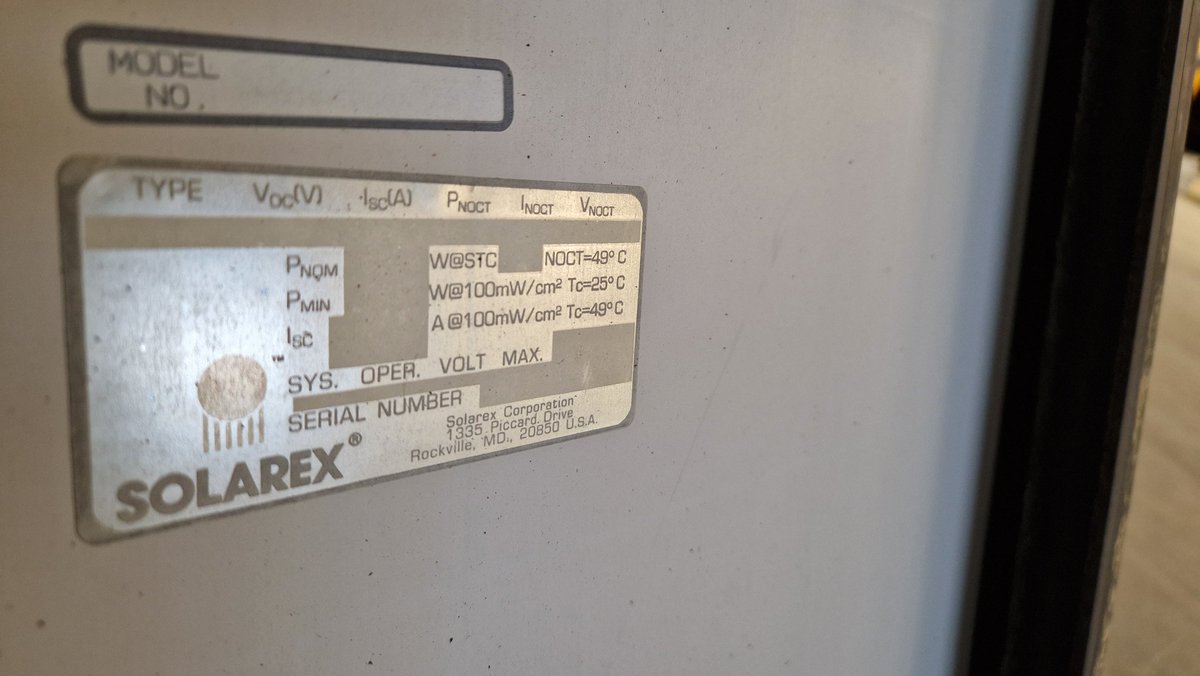 MODEL
NO.
TYPE VOC(V) ISC(A) PNOCT INOCT VNOCT
PNOM W@STC NOCT=49°C
PMIN W@100mW/cm² Tc=25°C
ISC A@100mW/cm² Tc=49°C
SYS. OPER. VOLT MAX.
SERIAL NUMBER
Solarex Corporation
1335 Piccard Drive
Rockville, MD., 20850 U.S.A.
™
SOLAREX®